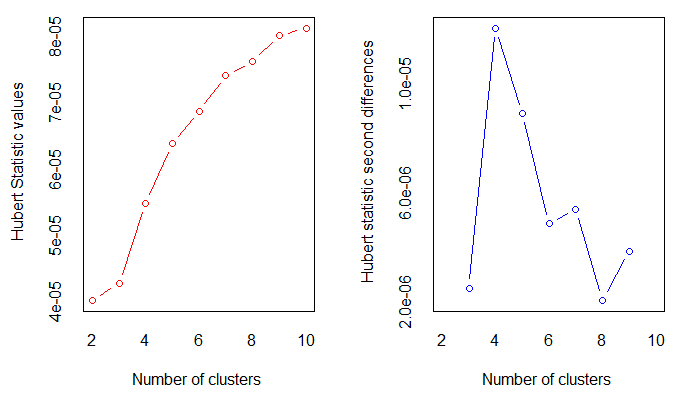 Hubert Statistic values
8e-05
7e-05
6e-05
5e-05
4e-05
2 4 6 8 10
Number of clusters
Hubert statistic second differences
1.0e-05
6.0e-06
2.0e-06
2 4 6 8 10
Number of clusters